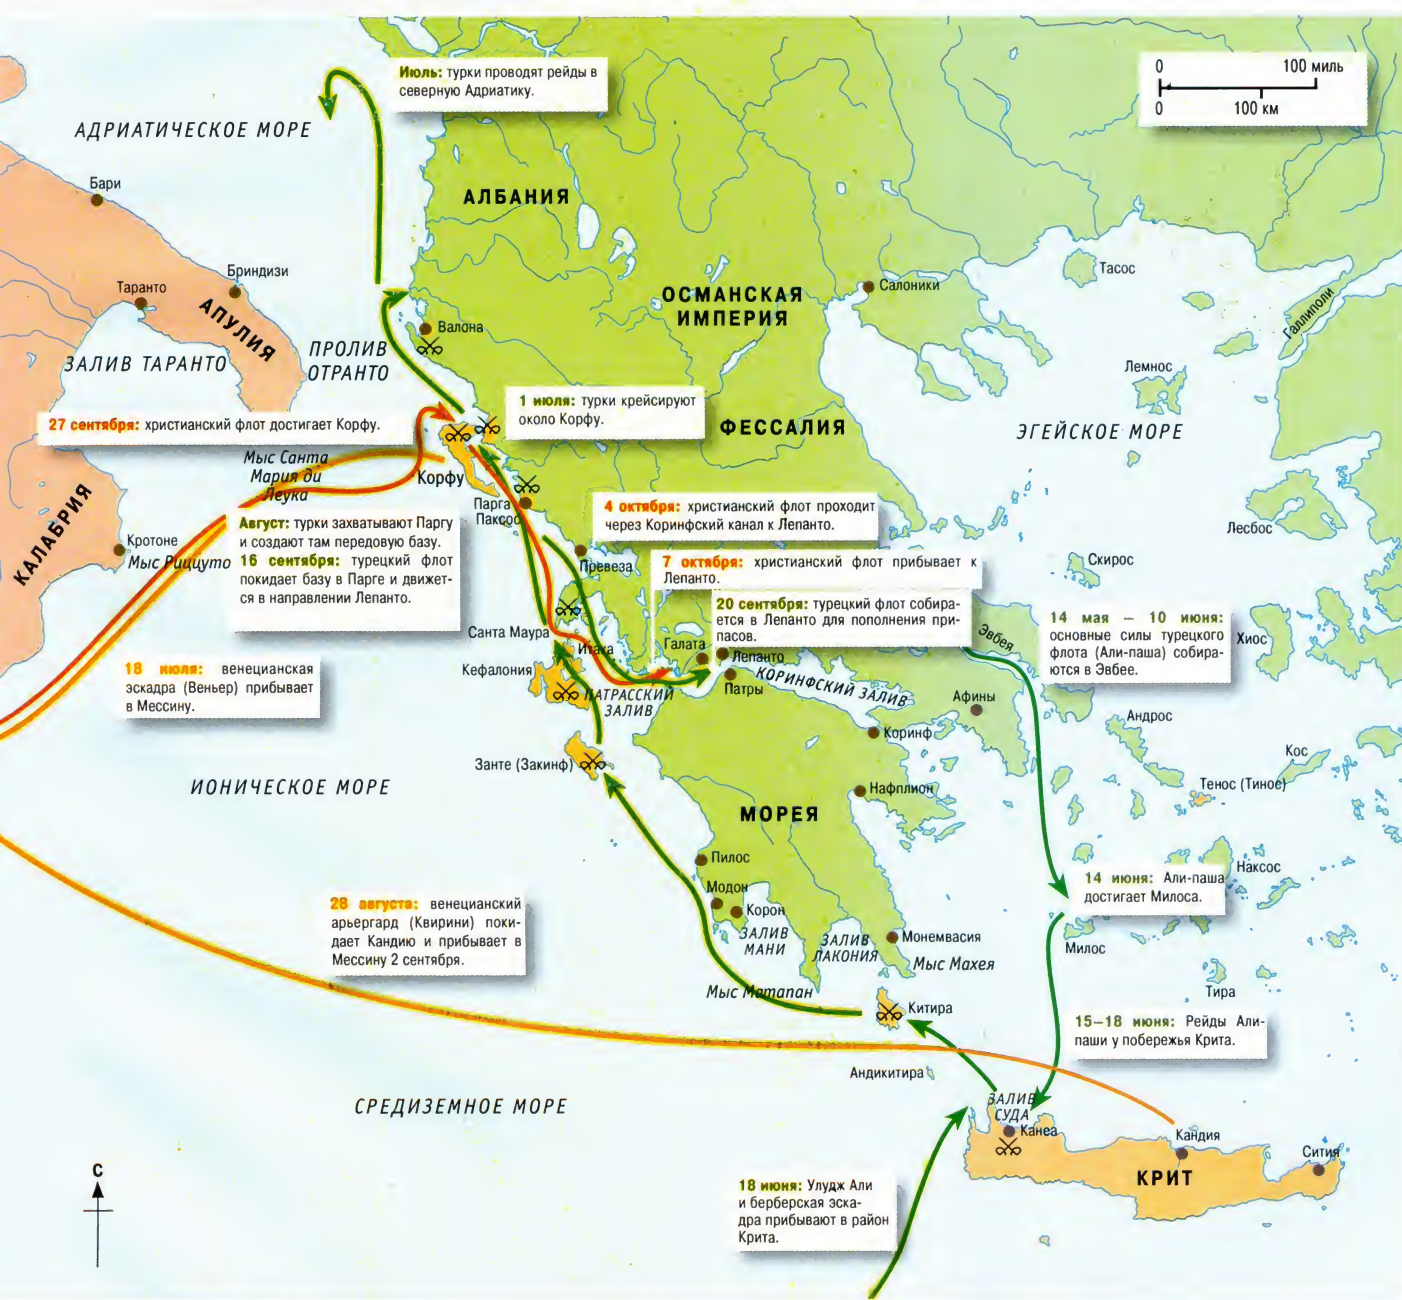 Июль: турки проводят рейды в
северную Адриатику.
0 100 миль
0 100 км
АДРИАТИЧЕСКОЕ МОРЕ
Бари
АЛБАНИЯ
Бриндизи
Таранто
АПУЛИЯ
ЗАЛИВ ТАРАНТО
ПРОЛИВ
ОТРАНТО
Валона
ОСМАНСКАЯ
ИМПЕРИЯ
Салоники
Тасос
Галлиполи
Лемнос
1 июля: турки крейсируют
около Корфу.
ФЕССАЛИЯ
ЭГЕЙСКОЕ МОРЕ
27 сентября: христианский флот достигает Корфу.
Мыс Санта
Мария ди
Леука
Корфу
КАЛАБРИЯ
Кротоне
Мыс Риццуто
Август: турки захватывают Паргу
и создают там передовую базу.
16 сентября: турецкий флот
покидает базу в Парге и движет-
ся в направлении Лепанто.
Парга
Паксос
4 октября: христианский флот проходит
через Коринфский канал к Лепанто.
Превеза
7 октября: христианский флот прибывает к
Лепанто.
20 сентября: турецкий флот собира-
ется в Лепанто для пополнения при-
пасов.
Лесбос
Скирос
Эвбея
14 мая – 10 июня:
основные силы турецкого
флота (Али-паша) собира-
ются в Эвбее.
Хиос
Санта Маура
Итака
Кефалония
Галата
Лепанто
Патры
ПАТРАССКИЙ
ЗАЛИВ
КОРИНФСКИЙ ЗАЛИВ
Афины
Коринф
Андрос
Кос
Тенос (Тинос)
18 июля: венецианская
эскадра (Веньер) прибывает
в Мессину.
Занте (Закинф)
ИОНИЧЕСКОЕ МОРЕ
Нафплион
МОРЕЯ
Пилос
Модон
Корон
ЗАЛИВ
МАНИ
ЗАЛИВ
ЛАКОНИЯ
Монемвасия
Мыс Махея
Наксос
14 июня: Али-паша
достигает Милоса.
Милос
Тира
28 августа: венецианский
арьергард (Квирини) поки-
дает Кандию и прибывает в
Мессину 2 сентября.
Мыс Матапан
Китира
15–18 июня: Рейды Али-
паши у побережья Крита.
Андикитира
СРЕДИЗЕМНОЕ МОРЕ
ЗАЛИВ
СУДА
Канеа
Кандия
Сития
КРИТ
С
18 июня: Улудж Али
и берберская эска-
дра прибывают в район
Крита.